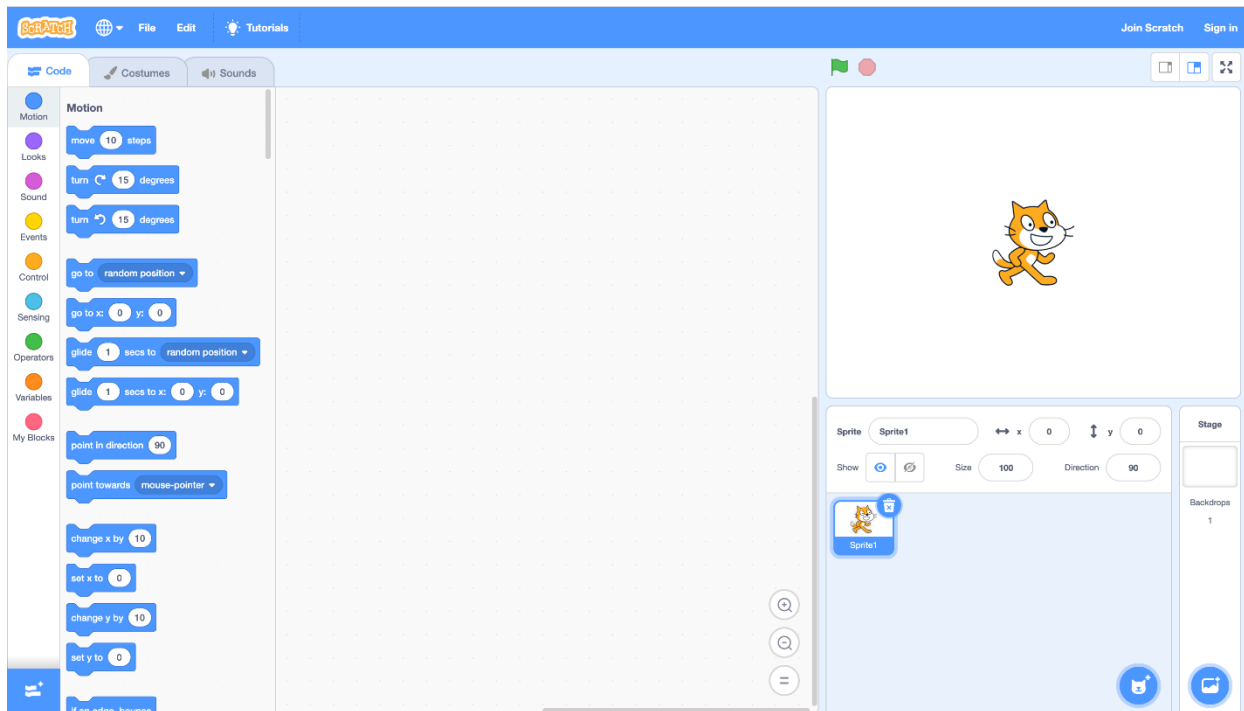 SCRATCH File Edit Tutorials Join Scratch Sign in
Code Costumes Sounds
Motion
Looks
Sound
Events
Control
Sensing
Operators
Variables
My Blocks
Motion
move 10 steps
turn 15 degrees
turn 15 degrees
go to random position
go to x: 0 y: 0
glide 1 secs to random position
glide 1 secs to x: 0 y: 0
point in direction 90
point towards mouse-pointer
change x by 10
set x to 0
change y by 10
set y to 0
if on edge, bounce
Sprite Sprite1 x 0 y 0
Show Size 100 Direction 90
Sprite1
Stage
Backdrops
1